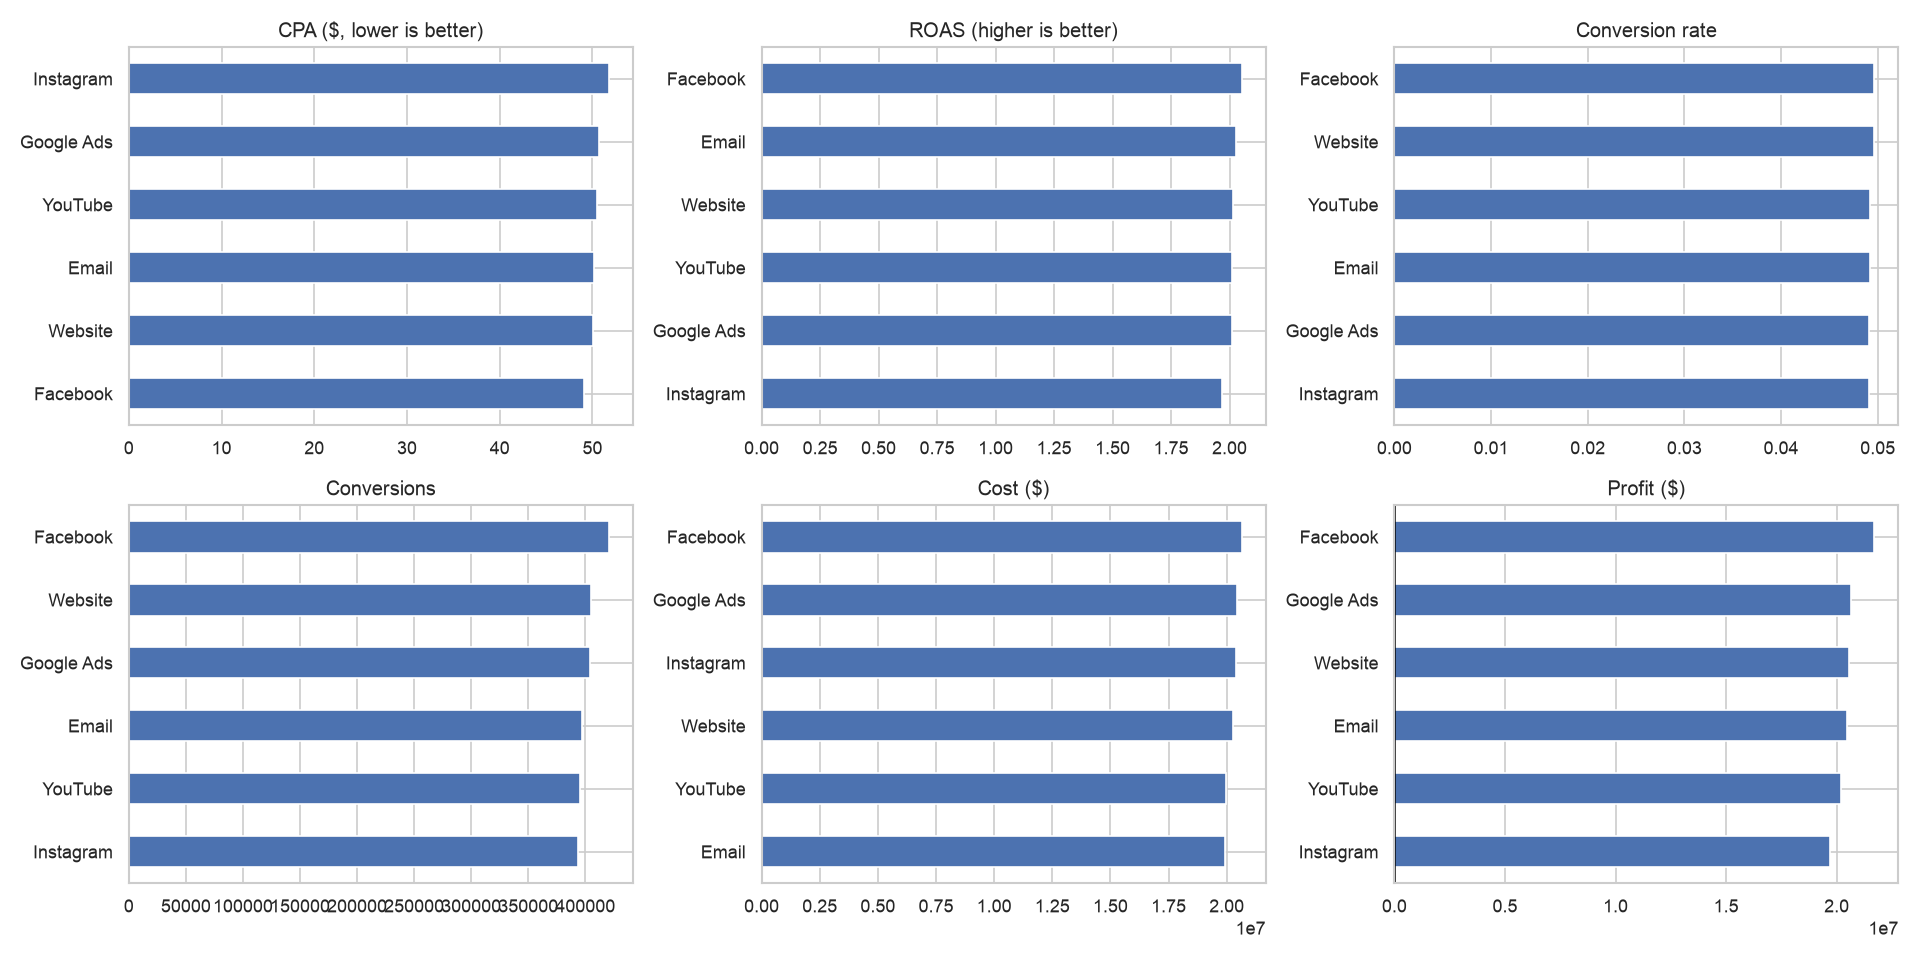 CPA ($, lower is better)
Instagram
Google Ads
YouTube
Email
Website
Facebook
0 10 20 30 40 50
ROAS (higher is better)
Facebook
Email
Website
YouTube
Google Ads
Instagram
0.00 0.25 0.50 0.75 1.00 1.25 1.50 1.75 2.00
Conversion rate
Facebook
Website
YouTube
Email
Google Ads
Instagram
0.00 0.01 0.02 0.03 0.04 0.05
Conversions
Facebook
Website
Google Ads
Email
YouTube
Instagram
0 50000 100000 150000 200000 250000 300000 350000 400000
Cost ($)
Facebook
Google Ads
Instagram
Website
YouTube
Email
0.00 0.25 0.50 0.75 1.00 1.25 1.50 1.75 2.00
1e7
Profit ($)
Facebook
Google Ads
Website
Email
YouTube
Instagram
0.0 0.5 1.0 1.5 2.0
1e7